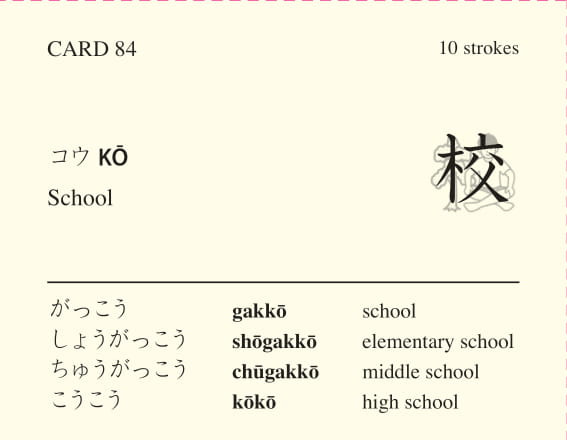 CARD 84 10 strokes
コウ KŌ
校
School
がっこう gakkō school
しょうがっこう shōgakkō elementary school
ちゅうがっこう chūgakkō middle school
こうこう kōkō high school